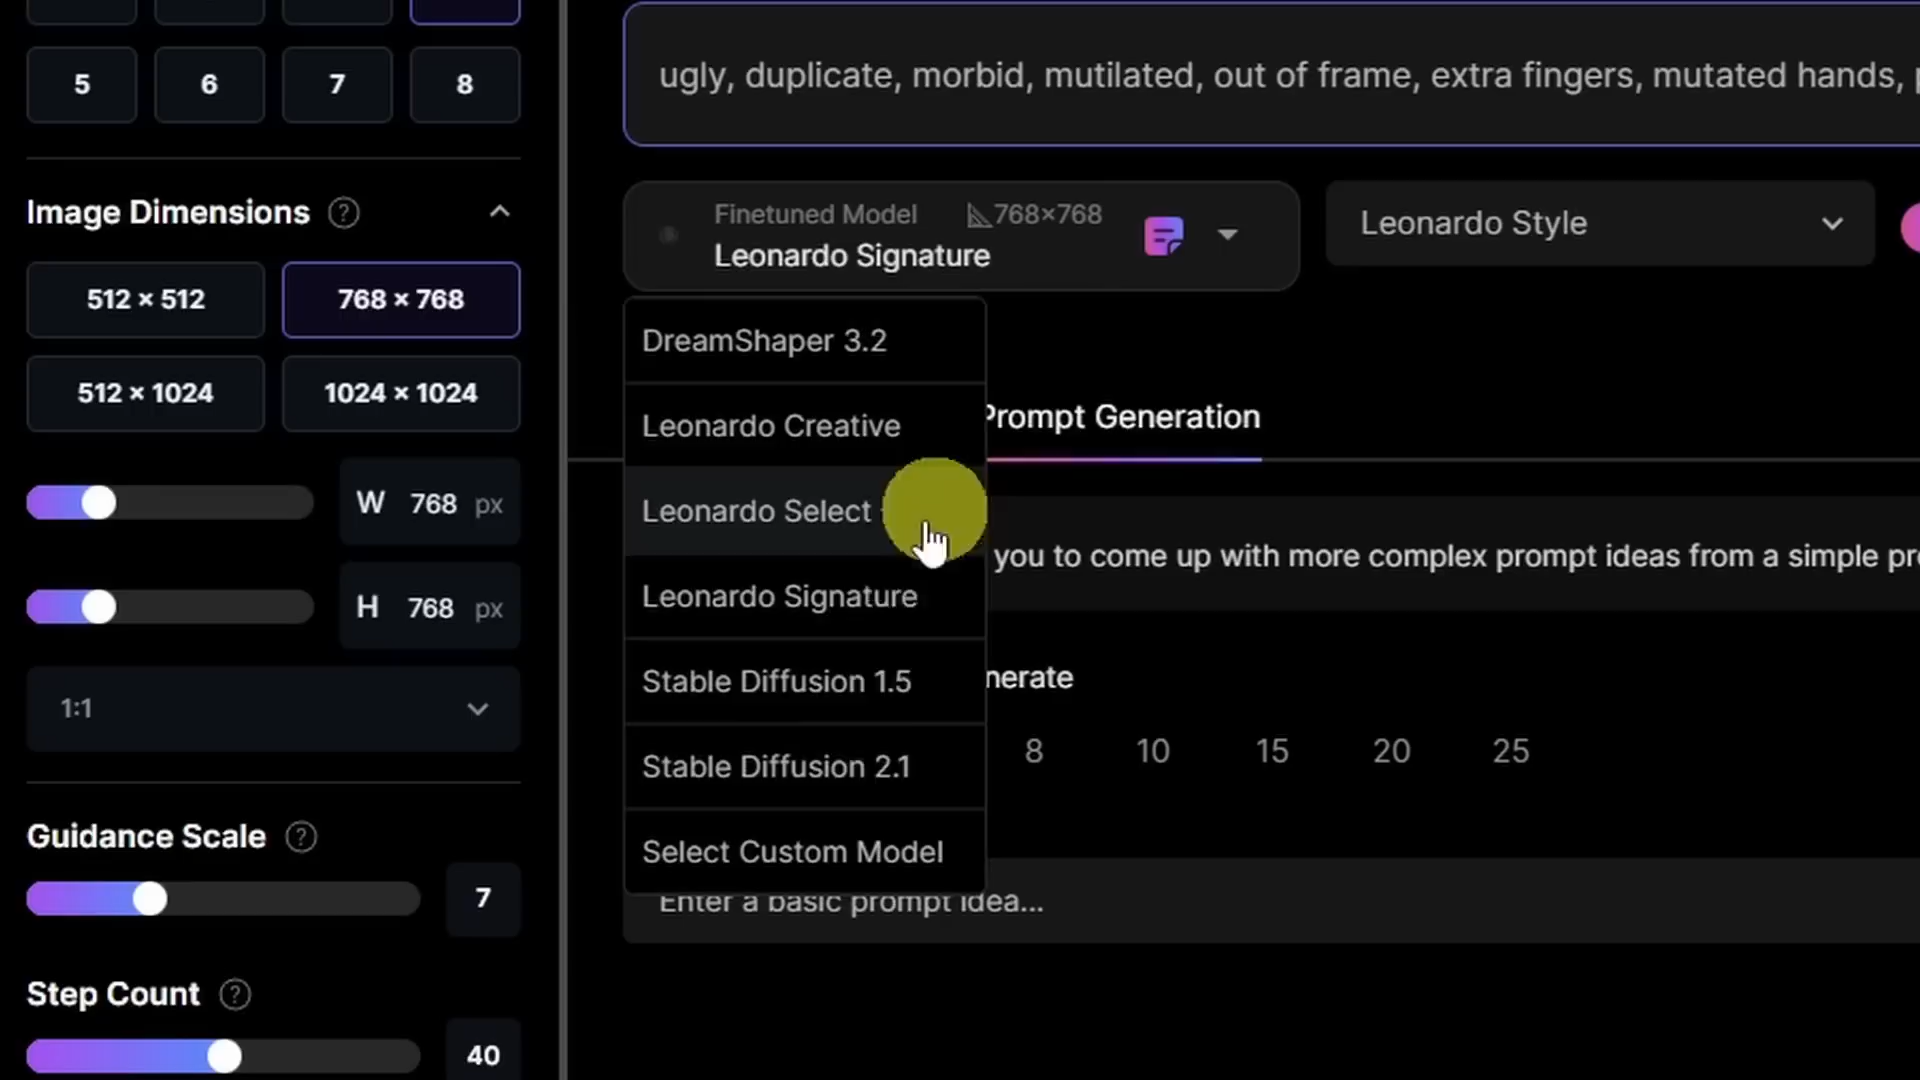 5 6 7 8
Image Dimensions ?
512 × 512 768 × 768
512 × 1024 1024 × 1024
W 768 px
H 768 px
1:1
Guidance Scale ?
7
Step Count ?
40
ugly, duplicate, morbid, mutilated, out of frame, extra fingers, mutated hands,
Finetuned Model 768×768
Leonardo Signature
Leonardo Style
DreamShaper 3.2
Leonardo Creative
Leonardo Select
Leonardo Signature
Stable Diffusion 1.5
Stable Diffusion 2.1
Select Custom Model
Prompt Generation
you to come up with more complex prompt ideas from a simple
8 10 15 20 25
Enter a basic prompt idea...